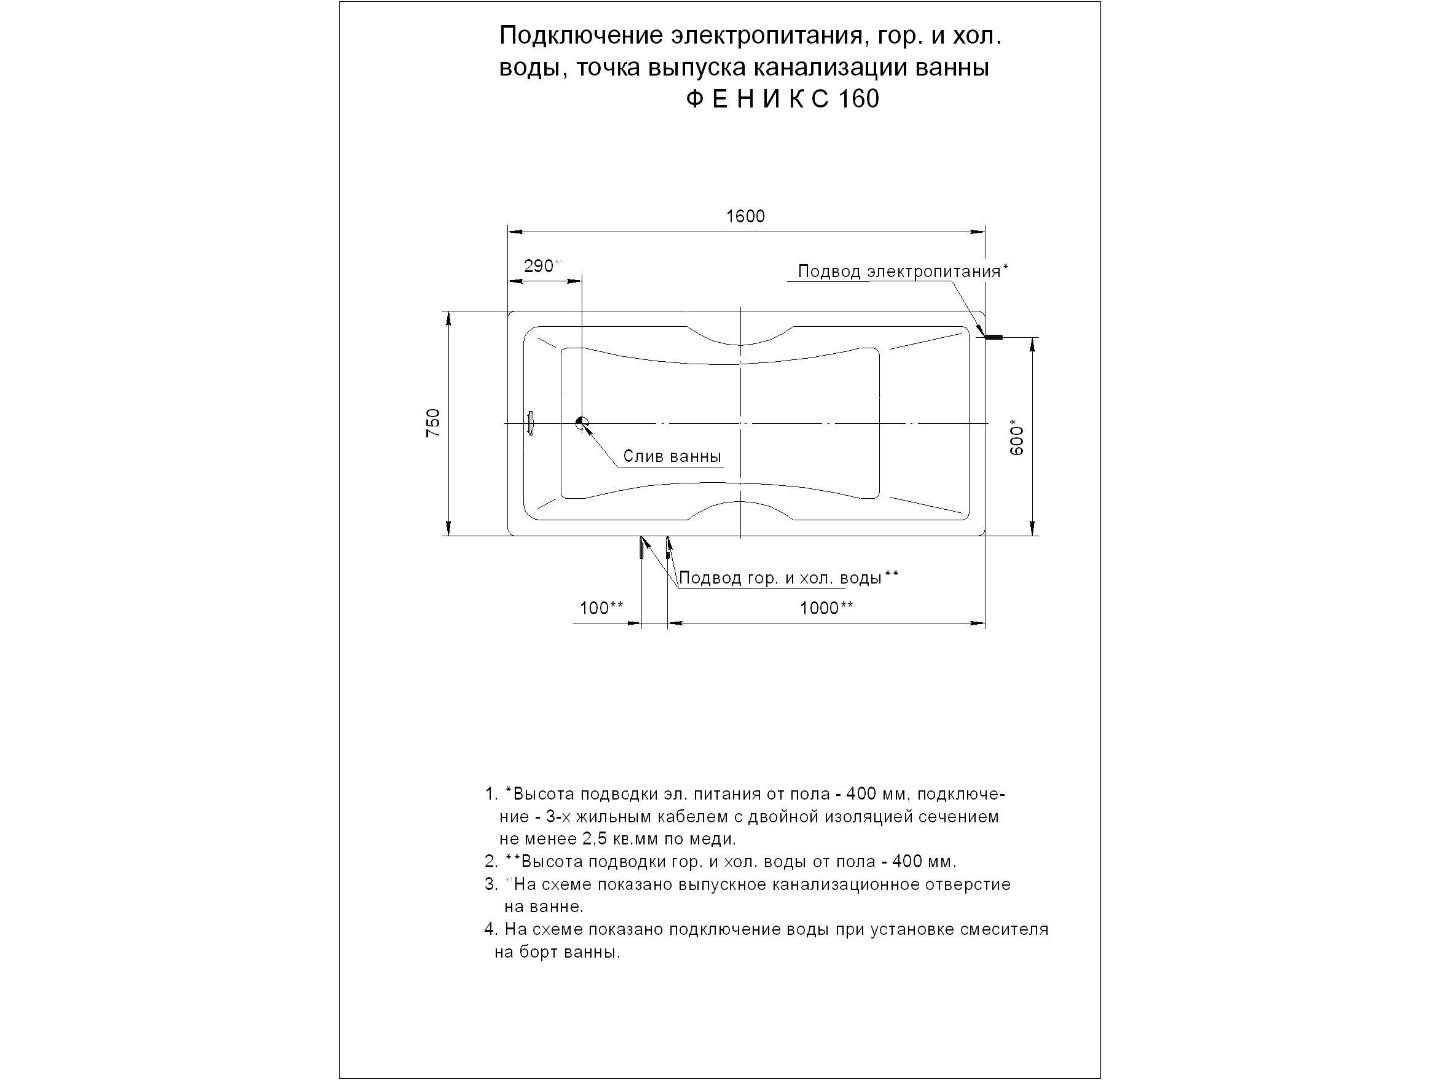 Подключение электропитания, гор. и хол.
воды, точка выпуска канализации ванны
Ф Е Н И К С 160
1600
290*¹
Подвод электропитания*
750
600*
Слив ванны
Подвод гор. и хол. воды**
100**
1000**
1. *Высота подводки эл. питания от пола - 400 мм, подключе-
ние - 3-х жильным кабелем с двойной изоляцией сечением
не менее 2,5 кв.мм по меди.
2. **Высота подводки гор. и хол. воды от пола - 400 мм.
3. *¹На схеме показано выпускное канализационное отверстие
на ванне.
4. На схеме показано подключение воды при установке смесителя
на борт ванны.